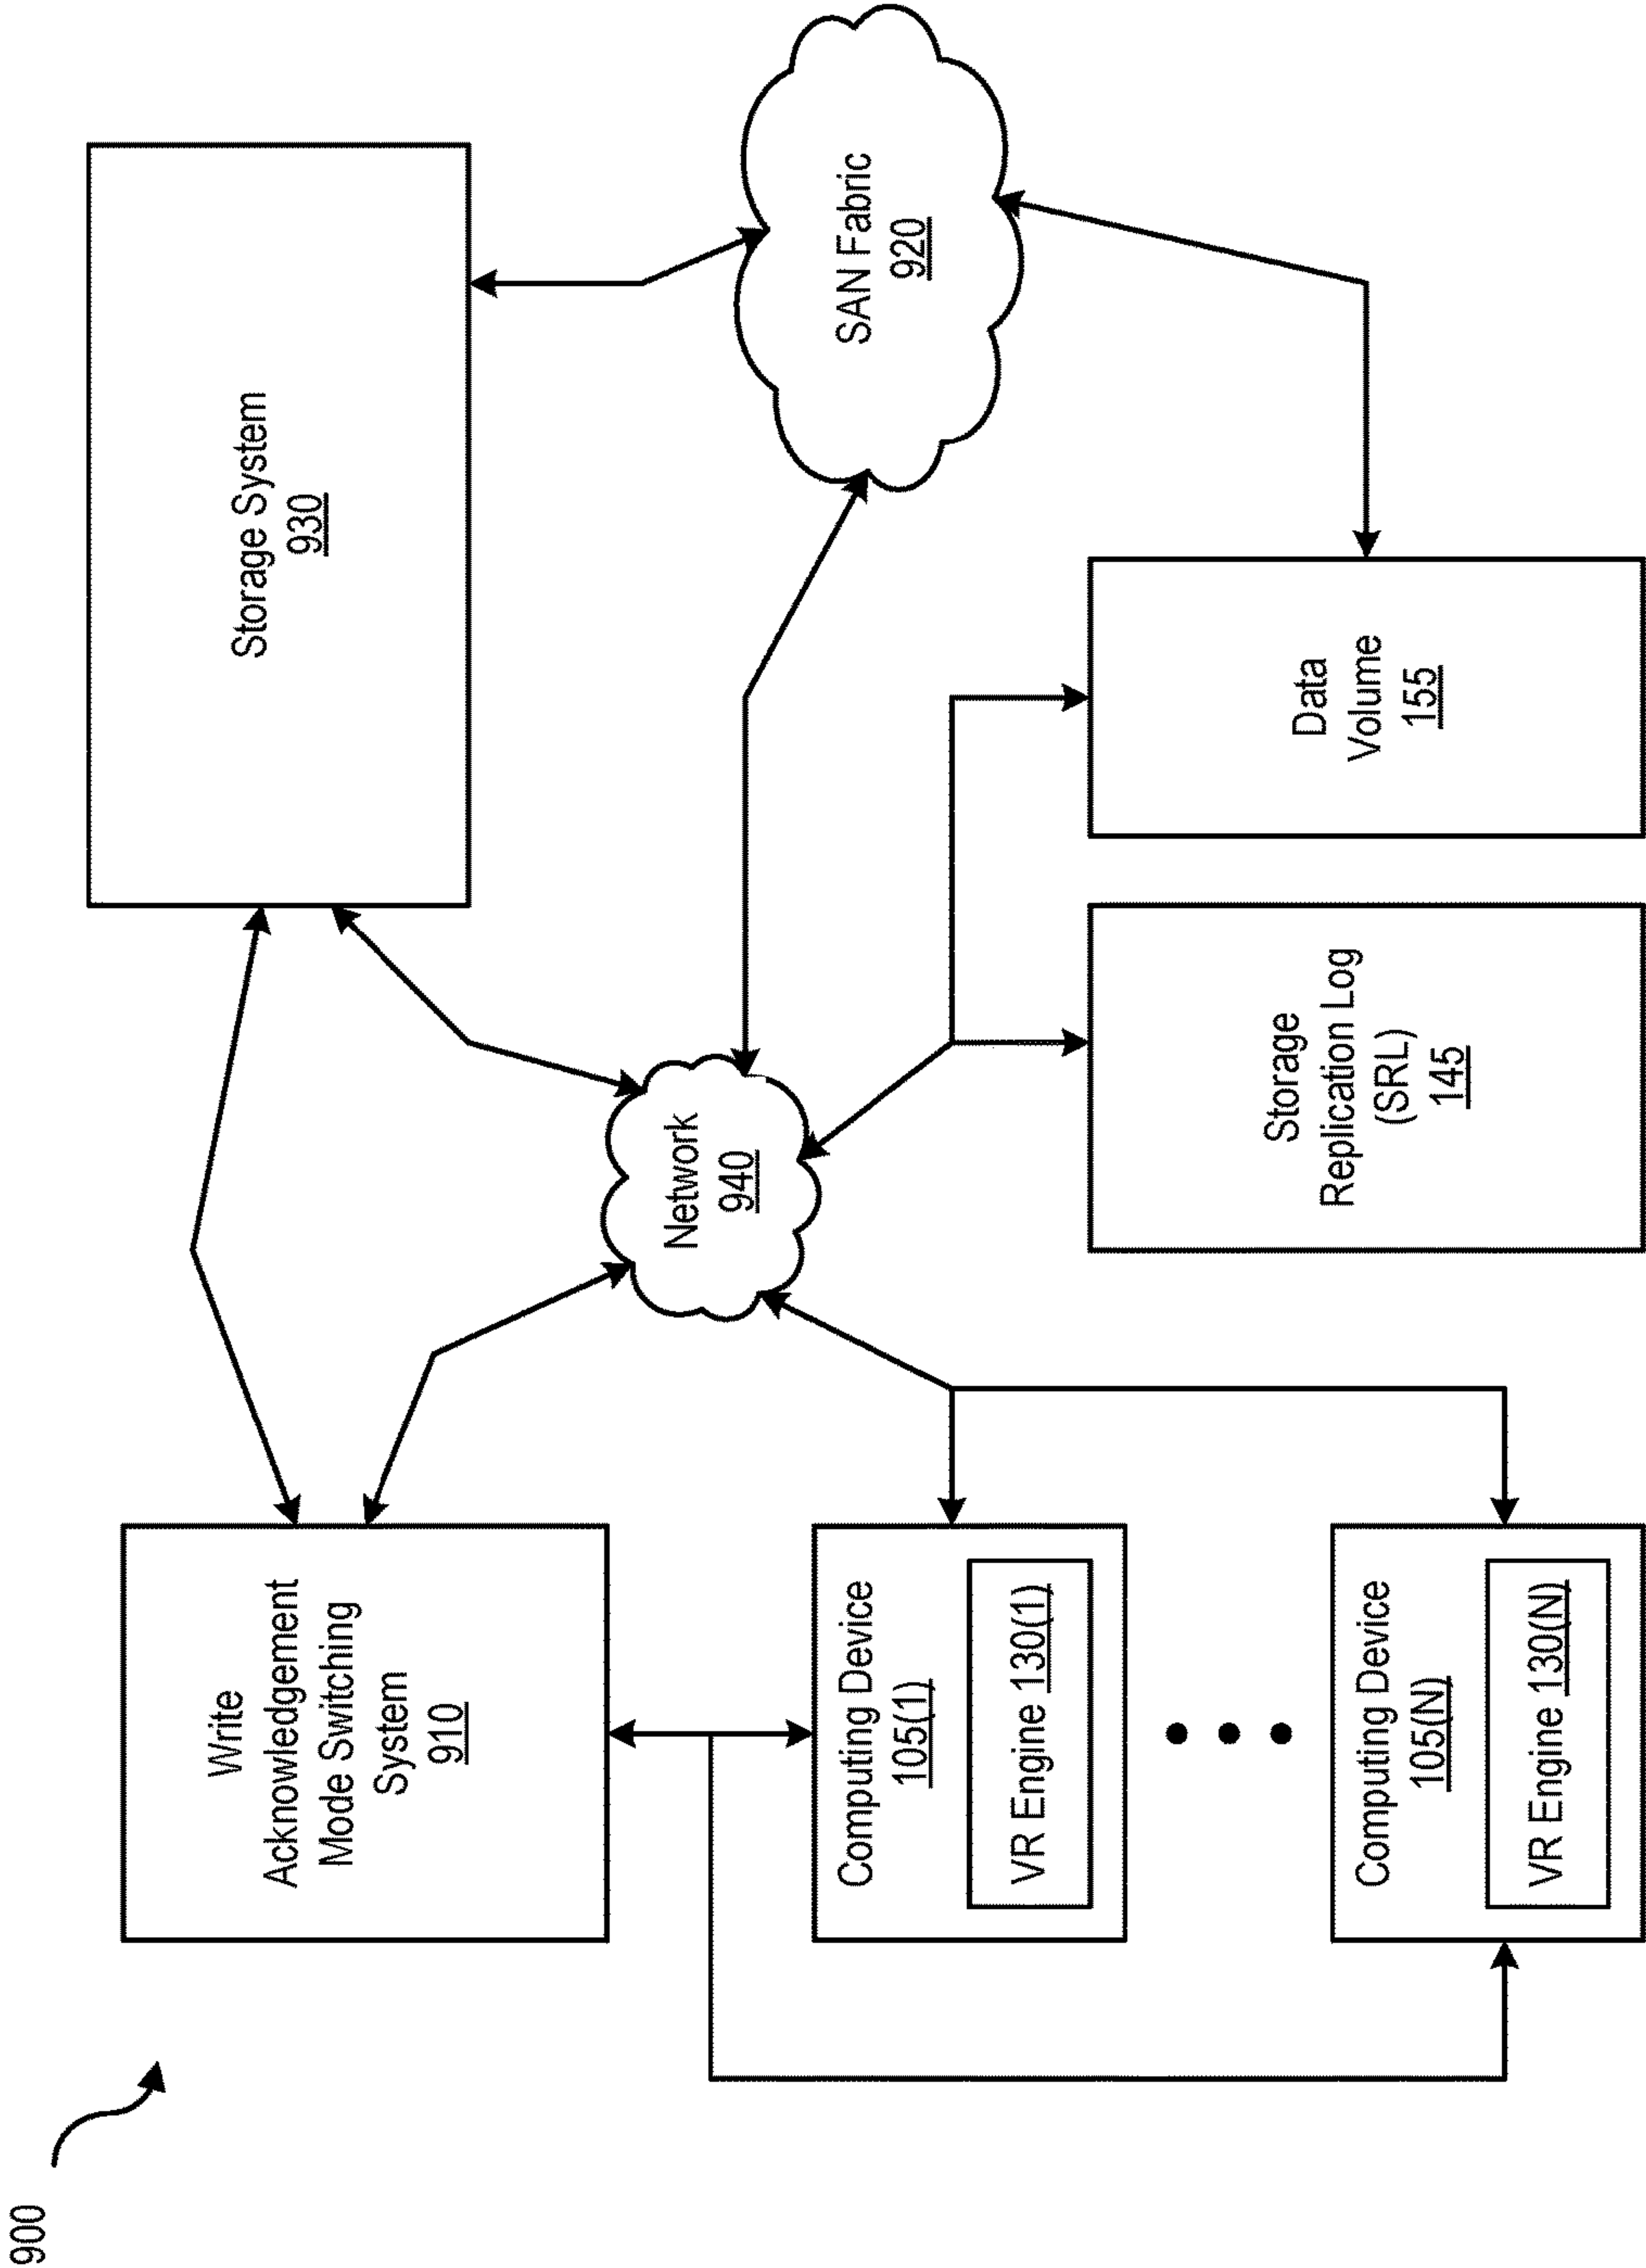 900
Write
Acknowledgement
Mode Switching
System
910
Computing Device
105(1)
VR Engine 130(1)
Computing Device
105(N)
VR Engine 130(N)
Network
940
Storage System
930
SAN Fabric
920
Storage
Replication Log
(SRL)
145
Data
Volume
155